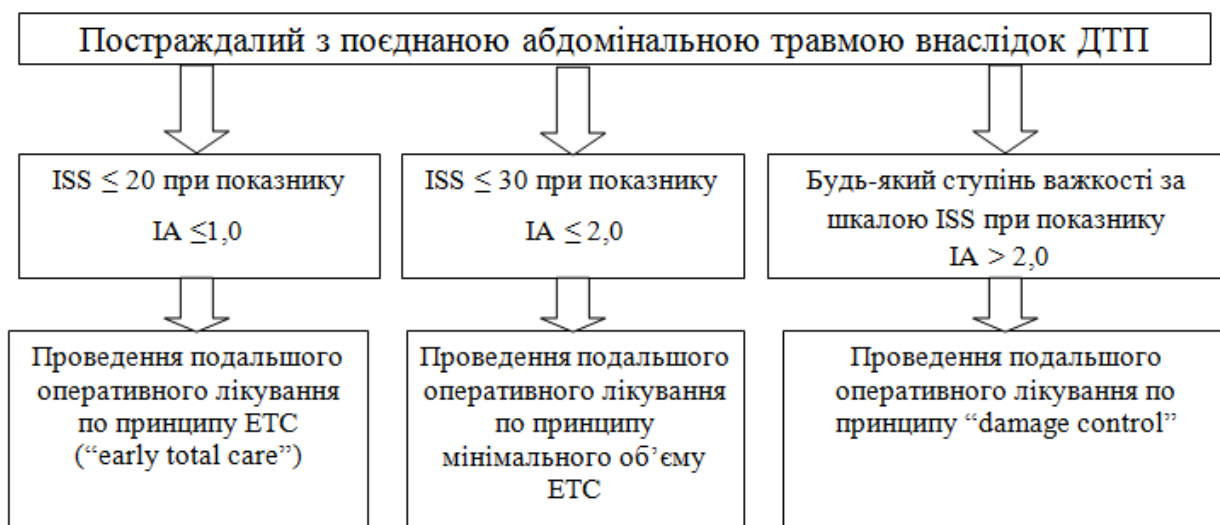 Постраждалий з поєднаною абдомінальною травмою внаслідок ДТП
ISS ≤ 20 при показнику
IA ≤1,0
ISS ≤ 30 при показнику
IA ≤ 2,0
Будь-який ступінь важкості за
шкалою ISS при показнику
IA > 2,0
Проведення подальшого
оперативного лікування
по принципу ЕТС
(“early total care”)
Проведення подальшого
оперативного лікування
по принципу
мінімального об’єму
ЕТС
Проведення подальшого
оперативного лікування по
принципу “damage control”